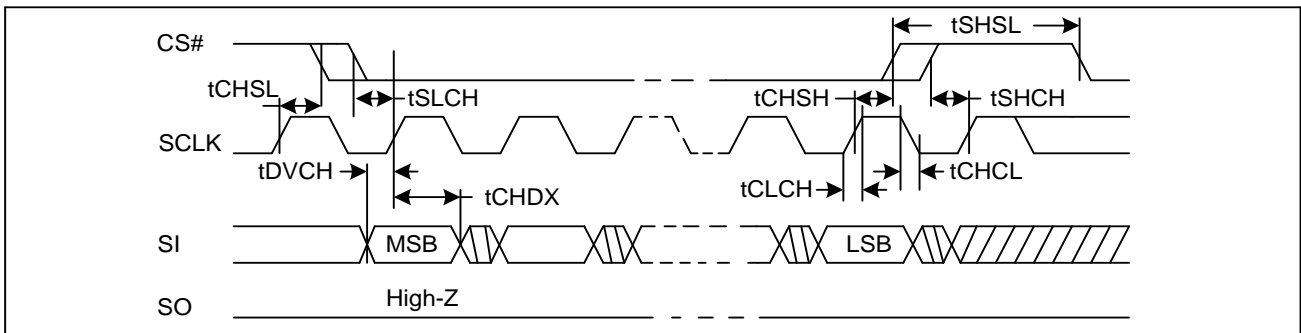 tSHSL
CS#
tCHSL
tSLCH
tCHSH
tSHCH
SCLK
tDVCH
tCHDX
tCLCH
tCHCL
SI
MSB
LSB
SO
High-Z